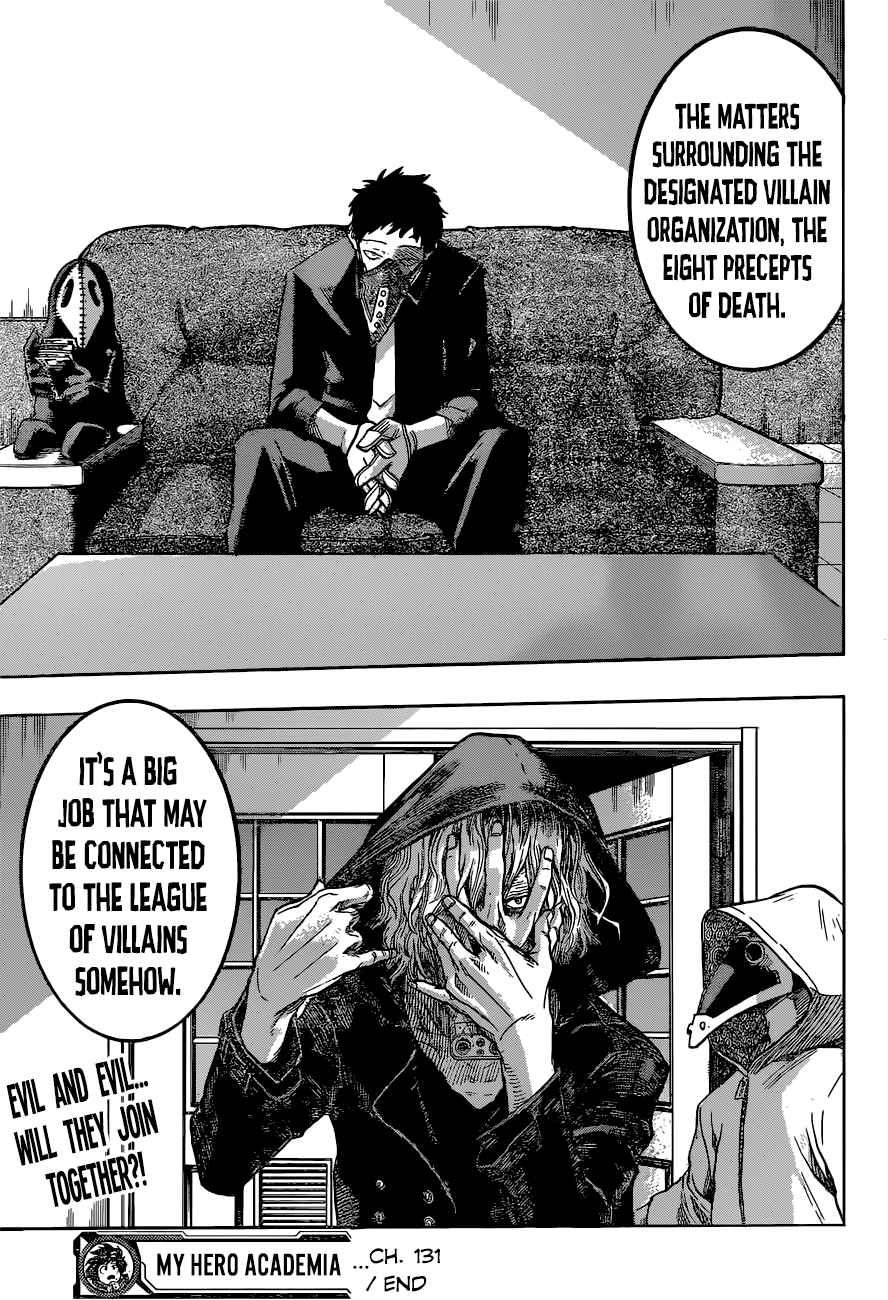 THE MATTERS
SURROUNDING THE
DESIGNATED VILLAIN
ORGANIZATION, THE
EIGHT PRECEPTS
OF DEATH.
IT'S A BIG
JOB THAT MAY
BE CONNECTED
TO THE LEAGUE
OF VILLAINS
SOMEHOW.
EVIL AND EVIL...
WILL THEY JOIN
TOGETHER?!
MY HERO ACADEMIA ...CH. 131
/ END